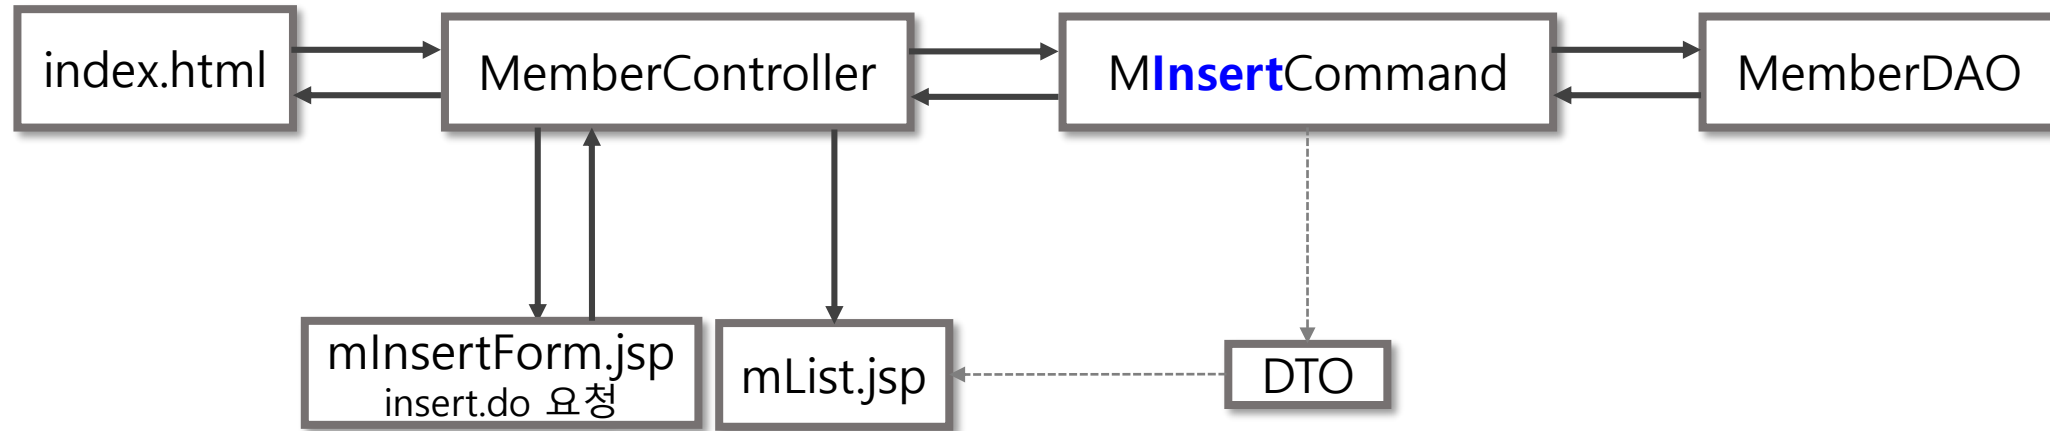 index.html
MemberController
MInsertCommand
MemberDAO
mInsertForm.jsp
insert.do 요청
mList.jsp
DTO